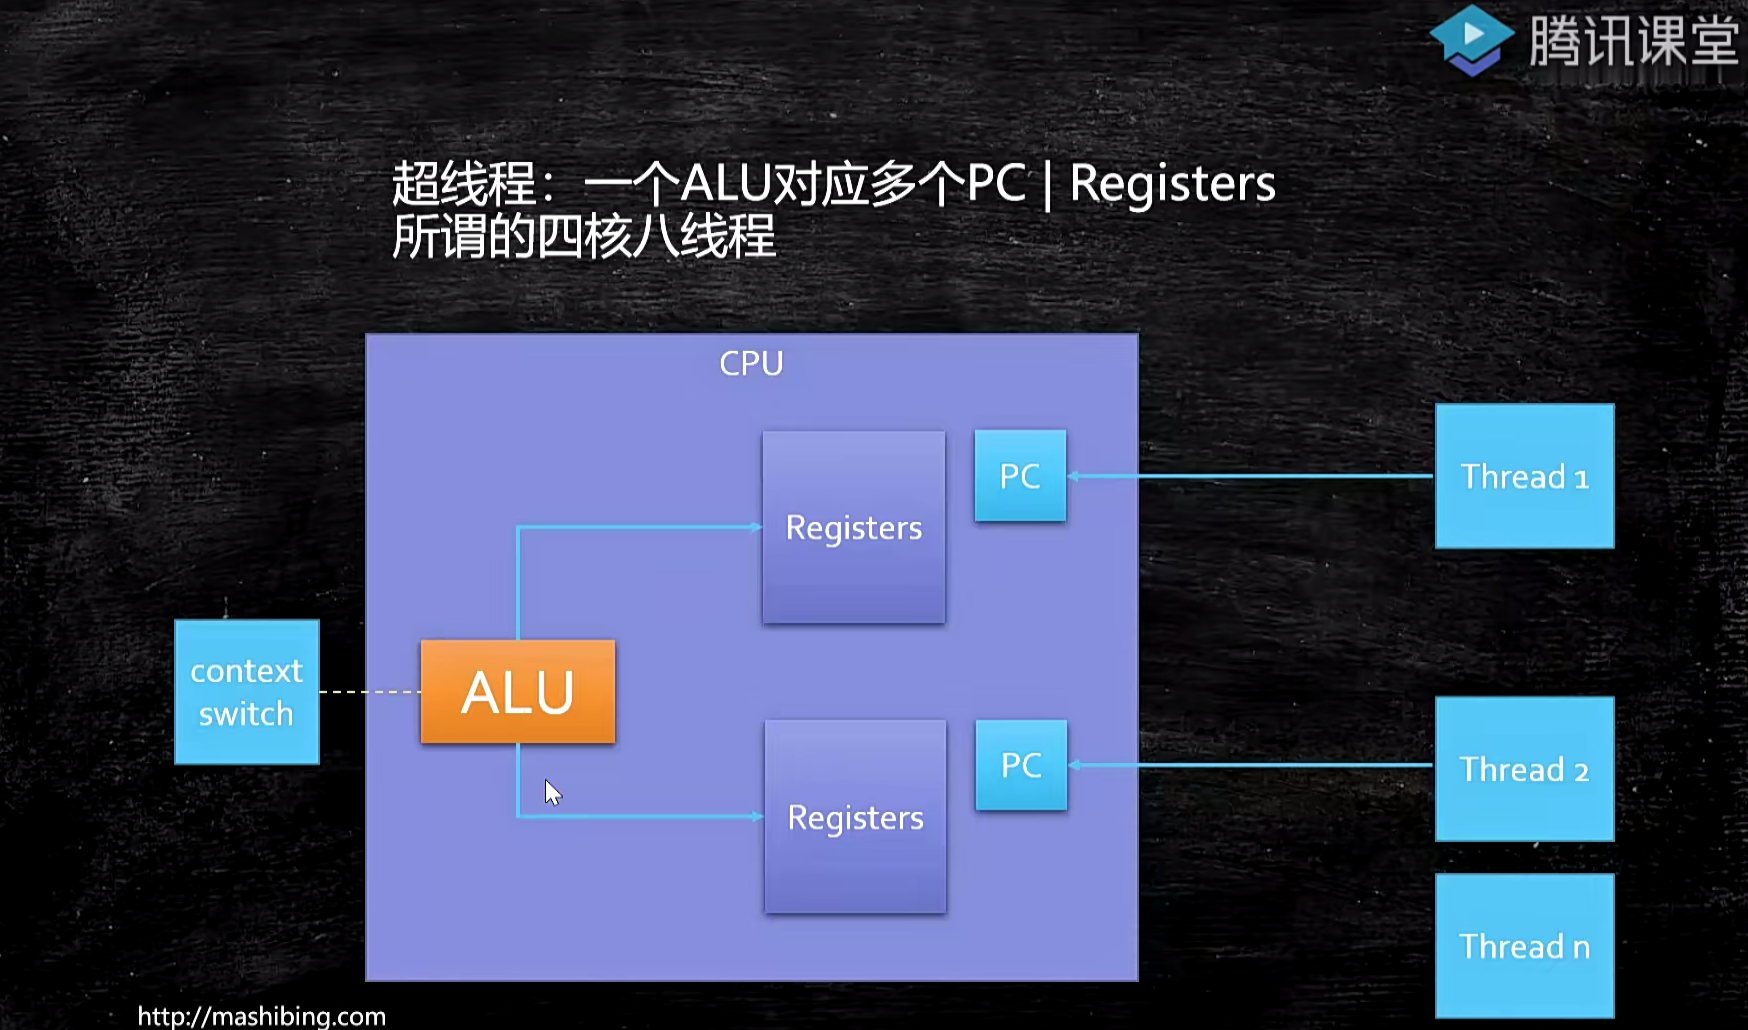 腾讯课堂
超线程：一个ALU对应多个PC | Registers
所谓的四核八线程
CPU
Registers
PC
Thread 1
context
switch
ALU
Registers
PC
Thread 2
Thread n
http://mashibing.com